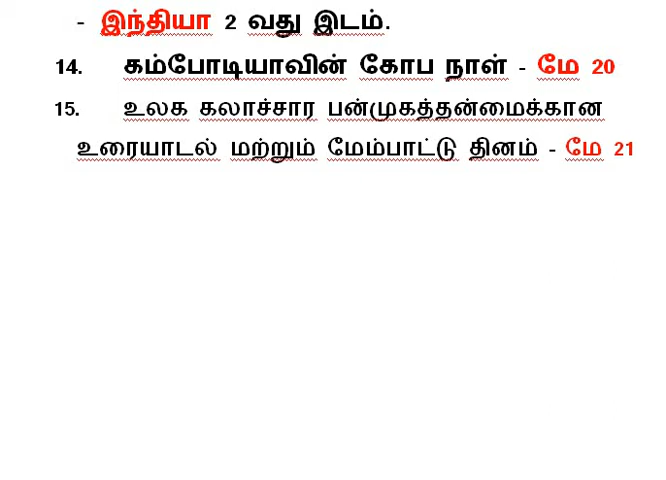 - இந்தியா 2 வது இடம்.
14. கம்போடியாவின் கோப நாள் - மே 20
15. உலக கலாச்சார பன்முகத்தன்மைக்கான
உரையாடல் மற்றும் மேம்பாட்டு தினம் - மே 21